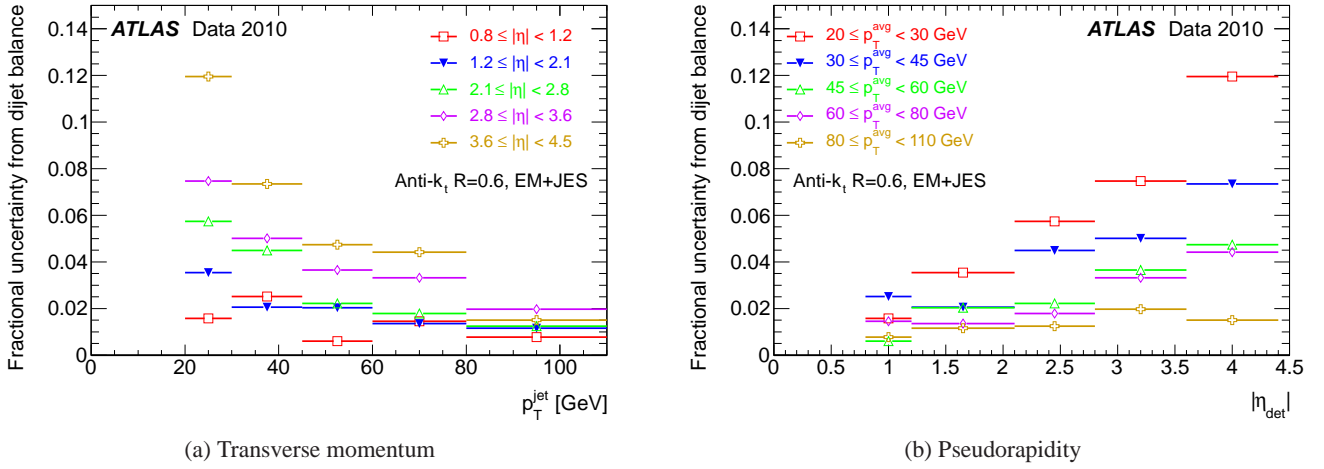 ATLAS Data 2010
0.8 ≤ |η| < 1.2
1.2 ≤ |η| < 2.1
2.1 ≤ |η| < 2.8
2.8 ≤ |η| < 3.6
3.6 ≤ |η| < 4.5
Anti-k_t R=0.6, EM+JES
Fractional uncertainty from dijet balance
0.14
0.12
0.1
0.08
0.06
0.04
0.02
0
0 20 40 60 80 100
p_T^jet [GeV]
(a) Transverse momentum
ATLAS Data 2010
20 ≤ p_T^avg < 30 GeV
30 ≤ p_T^avg < 45 GeV
45 ≤ p_T^avg < 60 GeV
60 ≤ p_T^avg < 80 GeV
80 ≤ p_T^avg < 110 GeV
Anti-k_t R=0.6, EM+JES
Fractional uncertainty from dijet balance
0.14
0.12
0.1
0.08
0.06
0.04
0.02
0
0 0.5 1 1.5 2 2.5 3 3.5 4 4.5
|η_det|
(b) Pseudorapidity